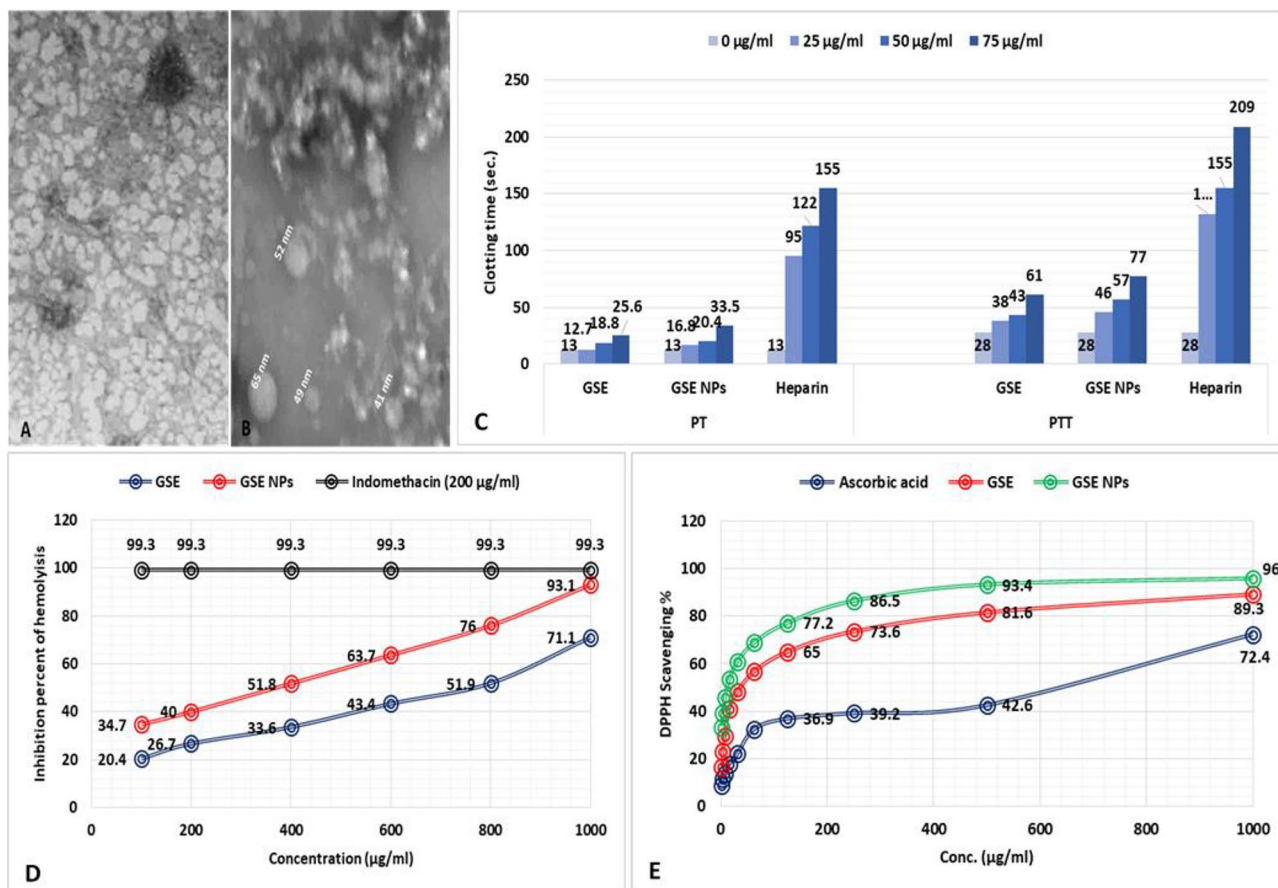 A
52 nm
65 nm
49 nm
41 nm
B
0 µg/ml 25 µg/ml 50 µg/ml 75 µg/ml
Clotting time (sec.)
250
200
150
100
50
0
13 12.7 18.8 25.6
13 16.8 20.4 33.5
13 95 122 155
28 38 43 61
28 46 57 77
28 1... 155 209
GSE GSE NPs Heparin GSE GSE NPs Heparin
PT PTT
C
GSE GSE NPs Indomethacin (200 µg/ml)
Inhibition percent of hemolysis
120
100
80
60
40
20
0
99.3 99.3 99.3 99.3 99.3 99.3
34.7 40 51.8 63.7 76 93.1
20.4 26.7 33.6 43.4 51.9 71.1
0 200 400 600 800 1000
Concentration (µg/ml)
D
Ascorbic acid GSE GSE NPs
DPPH Scavenging %
120
100
80
60
40
20
0
77.2 86.5 93.4 96
65 73.6 81.6 89.3
36.9 39.2 42.6 72.4
0 200 400 600 800 1000
Conc. (µg/ml)
E